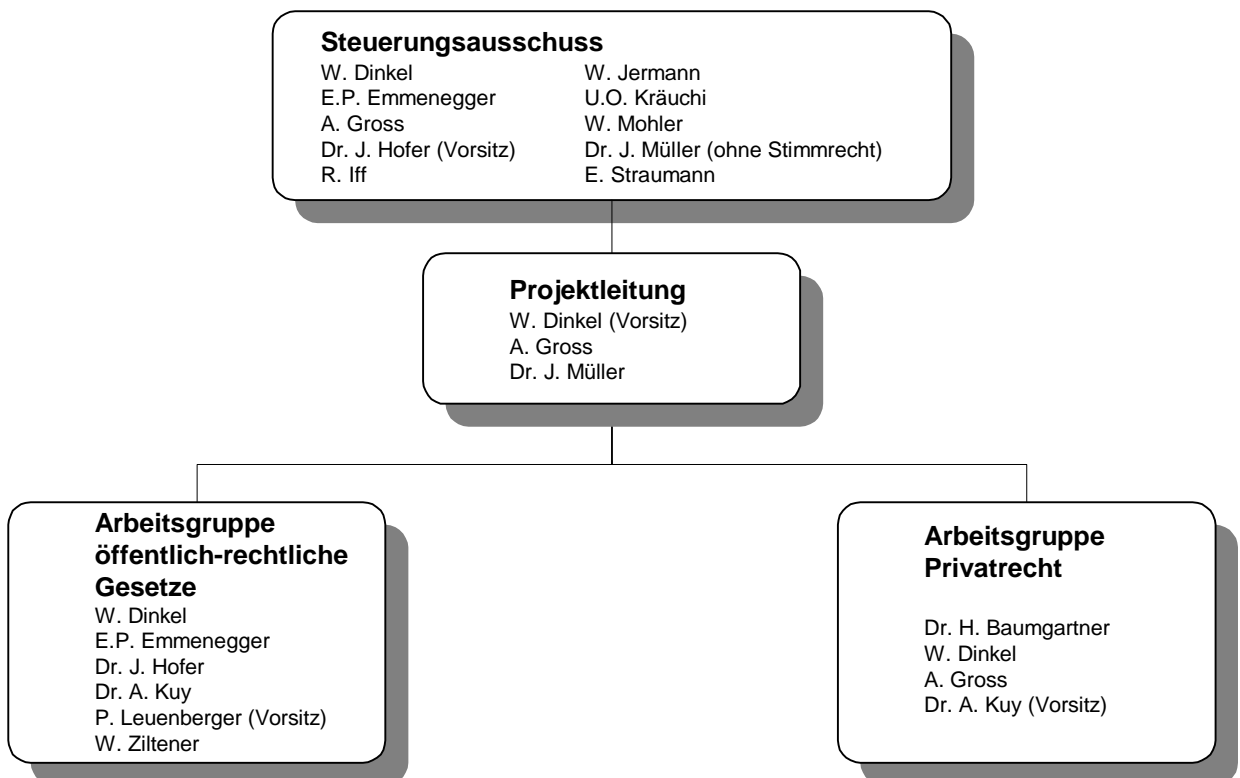 Steuerungsausschuss
W. Dinkel
E.P. Emmenegger
A. Gross
Dr. J. Hofer (Vorsitz)
R. Iff
W. Jermann
U.O. Kräuchi
W. Mohler
Dr. J. Müller (ohne Stimmrecht)
E. Straumann
Projektleitung
W. Dinkel (Vorsitz)
A. Gross
Dr. J. Müller
Arbeitsgruppe
öffentlich-rechtliche
Gesetze
W. Dinkel
E.P. Emmenegger
Dr. J. Hofer
Dr. A. Kuy
P. Leuenberger (Vorsitz)
W. Ziltener
Arbeitsgruppe
Privatrecht
Dr. H. Baumgartner
W. Dinkel
A. Gross
Dr. A. Kuy (Vorsitz)